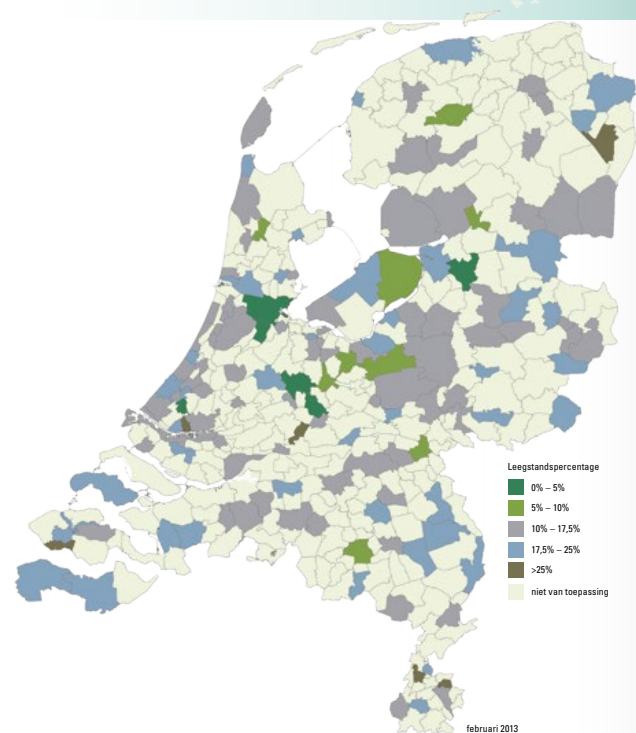 Leegstandspercentage
0% – 5%
5% – 10%
10% – 17,5%
17,5% – 25%
>25%
niet van toepassing
februari 2013